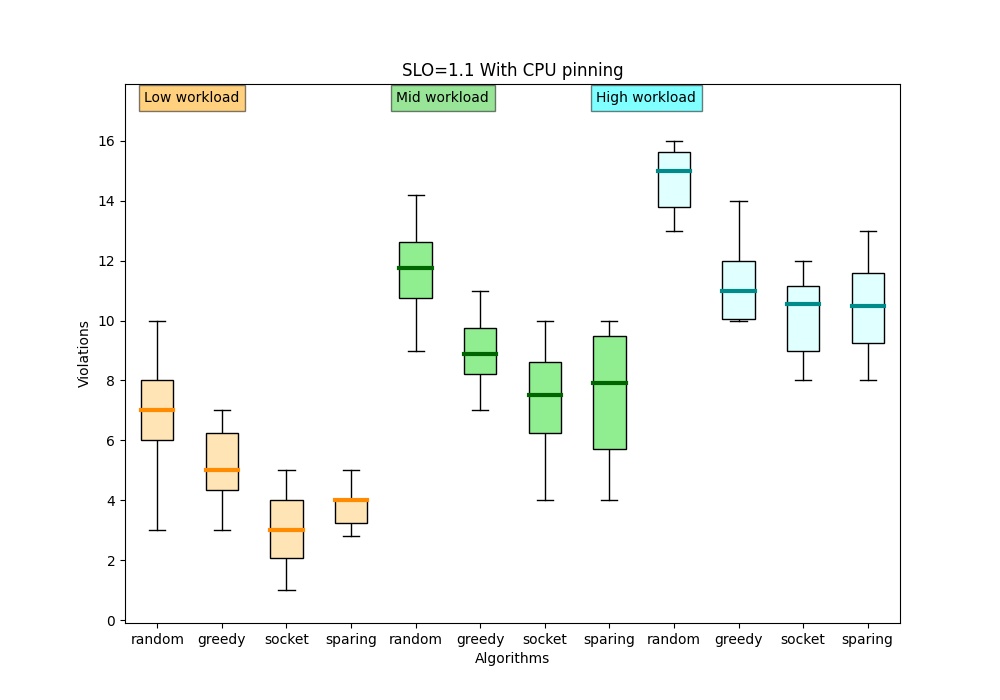 SLO=1.1 With CPU pinning
Low workload Mid workload High workload
16
14
12
10
8
6
4
2
0
Violations
random greedy socket sparing random greedy socket sparing random greedy socket sparing
Algorithms